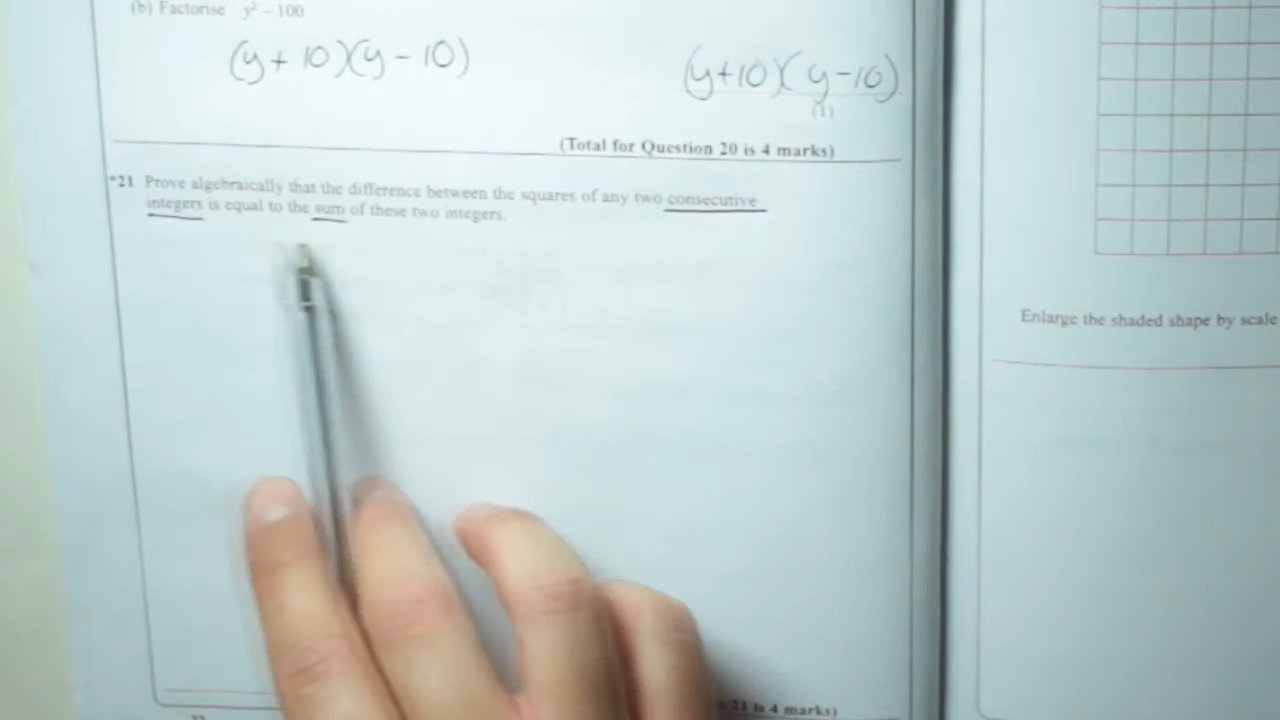 (b) Factorise y² – 100
(y + 10)(y – 10)
(y+10)(y–10)
(1)
(Total for Question 20 is 4 marks)
*21 Prove algebraically that the difference between the squares of any two consecutive
integers is equal to the sum of these two integers.
21 is 4 marks)
Enlarge the shaded shape by scale